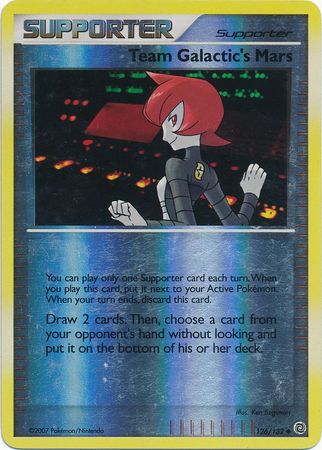 SUPPORTER
Supporter
Team Galactic's Mars
You can play only one Supporter card each turn. When
you play this card, put it next to your Active Pokémon.
When your turn ends, discard this card.
Draw 2 cards. Then, choose a card from
your opponent's hand without looking and
put it on the bottom of his or her deck.
Illus. Ken Sugimori
©2007 Pokémon/Nintendo
126/132